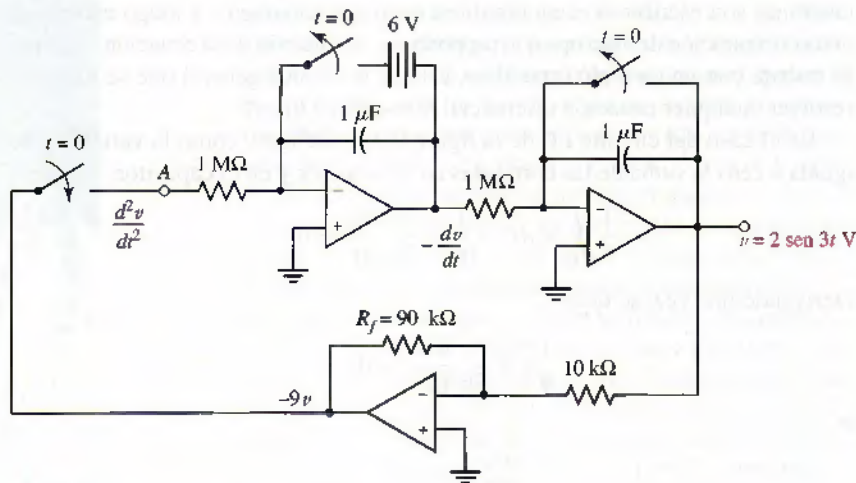 t = 0
6 V
t = 0
1 μF
1 μF
t = 0
A
1 MΩ
1 MΩ
−
+
−
+
d²v
dt²
− dv
dt
v = 2 sen 3t V
R_f = 90 kΩ
10 kΩ
−9v
−
+